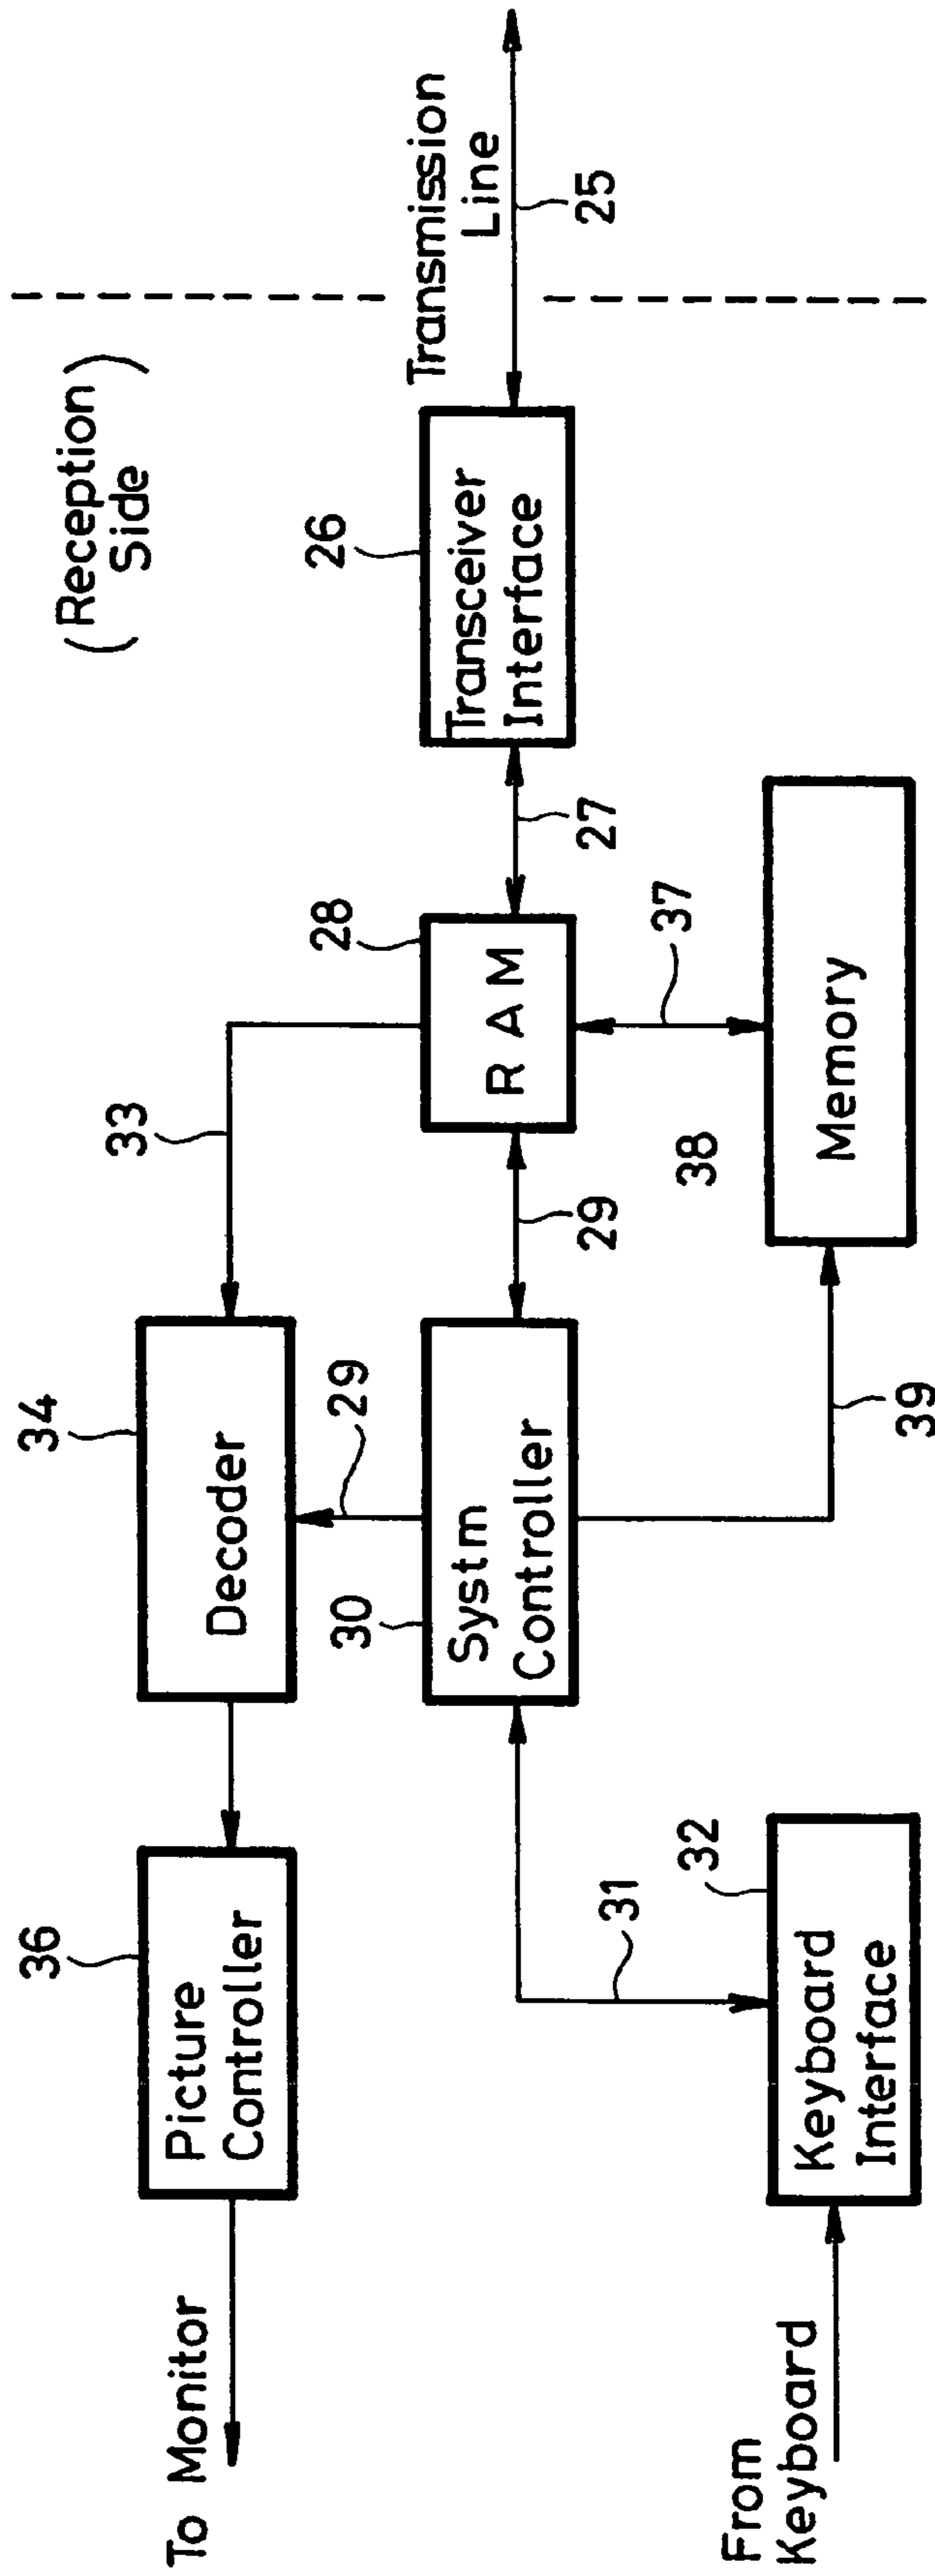 (Reception
Side)
Transmission
Line
25
26
Transceiver
Interface
27
28
R A M
37
38
Memory
33
29
34
Decoder
29
30
Systm
Controller
39
36
Picture
Controller
31
32
Keyboard
Interface
To Monitor
From
Keyboard